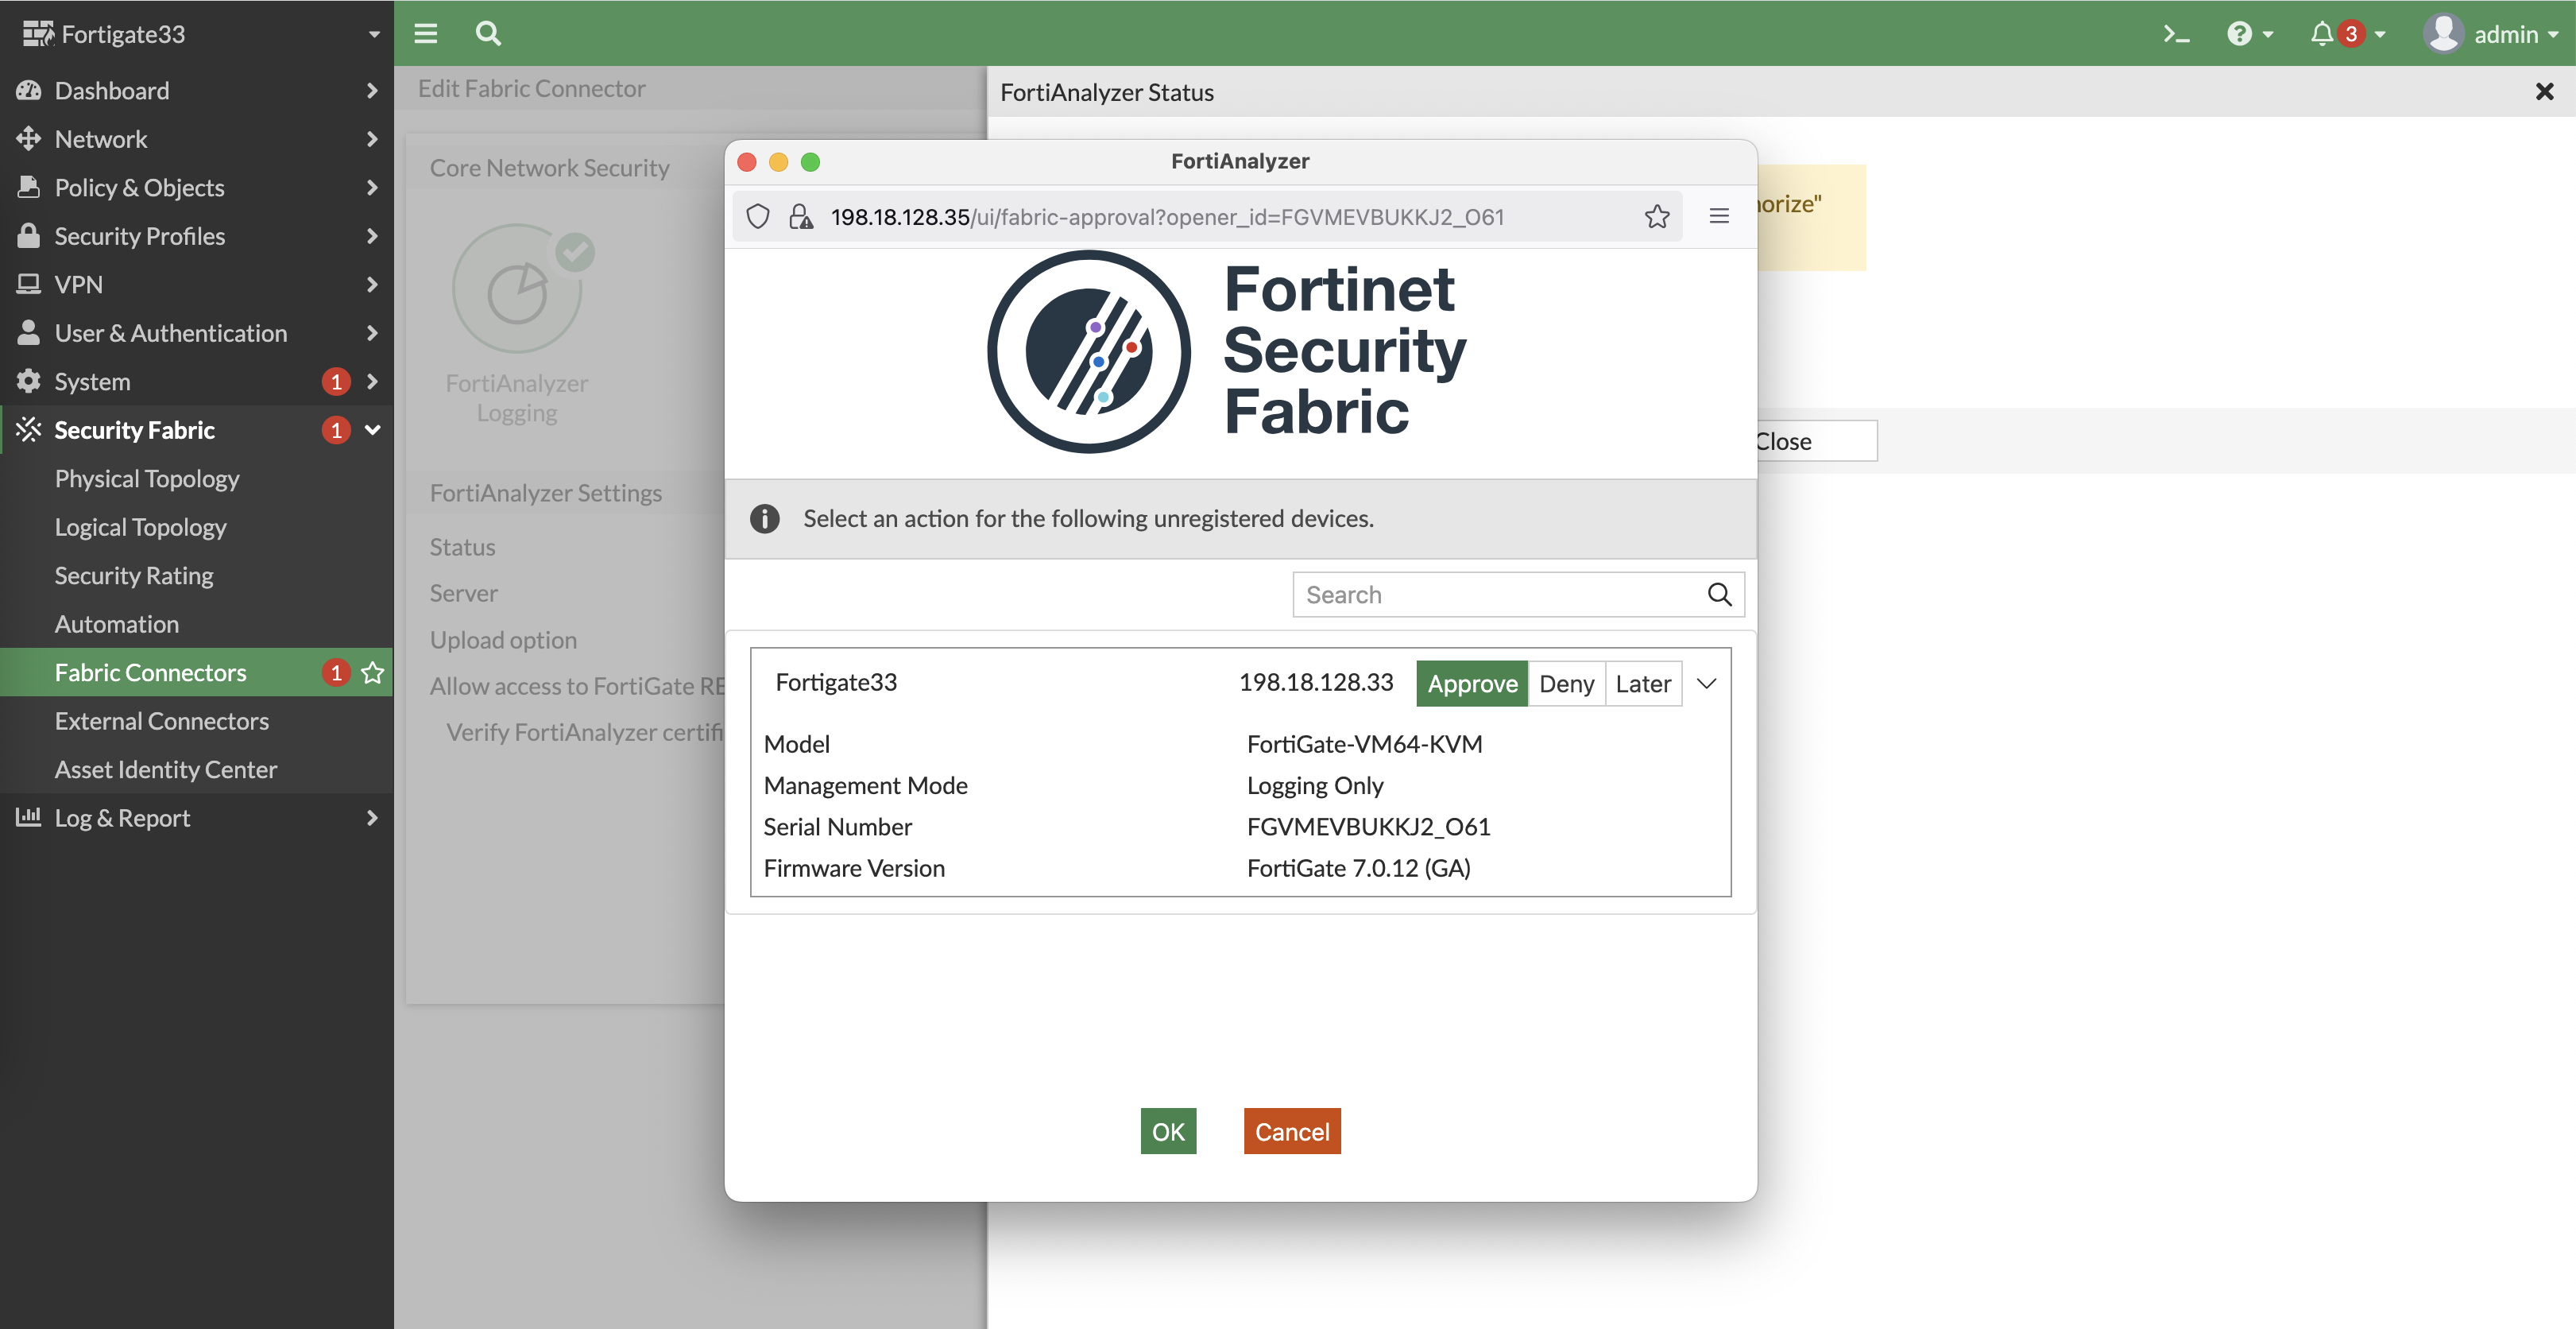 Fortigate33
admin
3
Dashboard
Network
Policy & Objects
Security Profiles
VPN
User & Authentication
System 1
Security Fabric 1
Physical Topology
Logical Topology
Security Rating
Automation
Fabric Connectors 1
External Connectors
Asset Identity Center
Log & Report
Edit Fabric Connector
Core Network Security
FortiAnalyzer
Logging
FortiAnalyzer Settings
Status
Server
Upload option
Allow access to FortiGate
Verify FortiAnalyzer
FortiAnalyzer Status
Close
FortiAnalyzer
198.18.128.35/ui/fabric-approval?opener_id=FGVMEVBUKKJ2_O61
Fortinet
Security
Fabric
Select an action for the following unregistered devices.
Search
Fortigate33 198.18.128.33 Approve Deny Later
Model FortiGate-VM64-KVM
Management Mode Logging Only
Serial Number FGVMEVBUKKJ2_O61
Firmware Version FortiGate 7.0.12 (GA)
OK Cancel